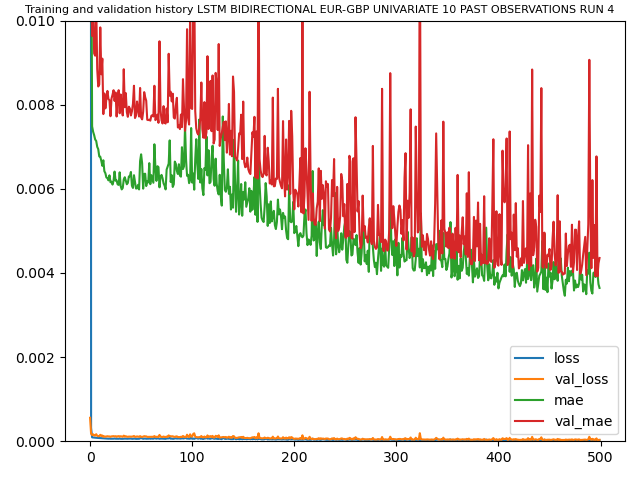 Training and validation history LSTM BIDIRECTIONAL EUR-GBP UNIVARIATE 10 PAST OBSERVATIONS RUN 4
0.010
0.008
0.006
0.004
0.002
0.000
loss
val_loss
mae
val_mae
0 100 200 300 400 500